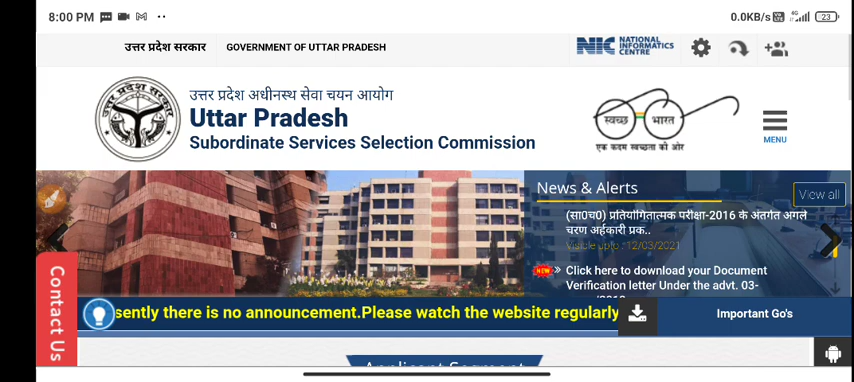 8:00 PM
0.0KB/s
4G
23
उत्तर प्रदेश सरकार
GOVERNMENT OF UTTAR PRADESH
NIC NATIONAL
INFORMATICS
CENTRE
उत्तर प्रदेश अधीनस्थ सेवा चयन आयोग
Uttar Pradesh
Subordinate Services Selection Commission
स्वच्छ भारत
एक कदम स्वच्छता की ओर
MENU
News & Alerts
View all
(सा0च0) प्रतियोगितात्मक परीक्षा-2016 के अंतर्गत अगले
चरण अर्हकारी प्रक..
Visible upto : 12/03/2021
NEW
Click here to download your Document
Verification letter Under the advt. 03-
Contact Us
sently there is no announcement.Please watch the website regularly
Important Go's
Applicant Segment